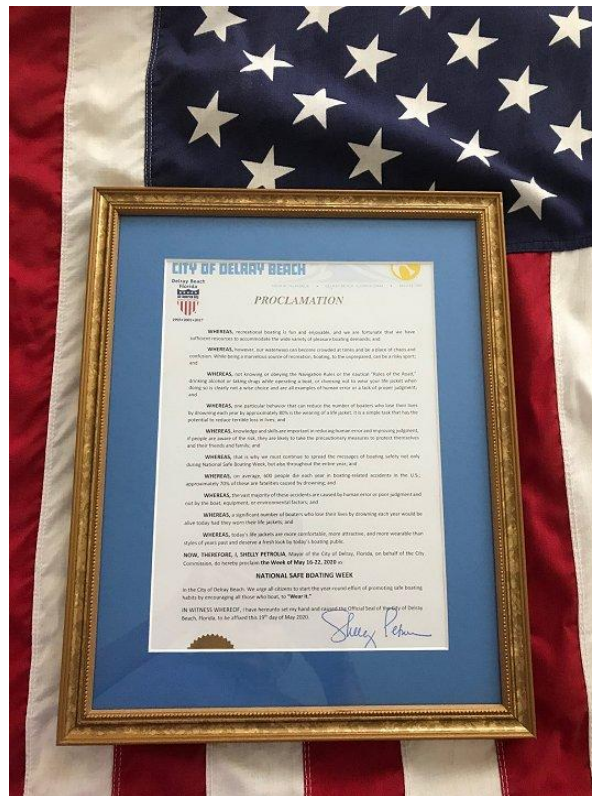 CITY OF DELRAY BEACH
Delray Beach
Florida
1993 • 2001 • 2017
PROCLAMATION
WHEREAS, recreational boating is fun and enjoyable, and we are fortunate that we have
sufficient resources to accommodate the wide variety of pleasure boating demands; and
WHEREAS, however, our waterways can become crowded at times and be a place of chaos and
confusion. While being a marvelous source of recreation, boating, to the unprepared, can be a risky sport;
and
WHEREAS, not knowing or obeying the Navigation Rules or the nautical "Rules of the Road,"
drinking alcohol or taking drugs while operating a boat, or choosing not to wear your life jacket when
doing so is clearly not a wise choice and are all examples of human error or a lack of proper judgment;
and
WHEREAS, one particular behavior that can reduce the number of boaters who lose their lives
by drowning each year by approximately 80% is the wearing of a life jacket. It is a simple task that has the
potential to reduce terrible loss in lives; and
WHEREAS, knowledge and skills are important in reducing human error and improving judgment.
If people are aware of the risk, they are likely to take the precautionary measures to protect themselves
and their friends and family; and
WHEREAS, that is why we must continue to spread the messages of boating safety not only
during National Safe Boating Week, but also throughout the entire year; and
WHEREAS, on average, 600 people die each year in boating-related accidents in the U.S.;
approximately 70% of these are fatalities caused by drowning; and
WHEREAS, the vast majority of these accidents are caused by human error or poor judgment and
not by the boat, equipment, or environmental factors; and
WHEREAS, a significant number of boaters who lose their lives by drowning each year would be
alive today had they worn their life jackets; and
WHEREAS, today's life jackets are more comfortable, more attractive, and more wearable than
styles of years past and deserve a fresh look by today's boating public.
NOW, THEREFORE, I, SHELLY PETROLIA, Mayor of the City of Delray, Florida, on behalf of the City
Commission, do hereby proclaim the Week of May 16-22, 2020 as
NATIONAL SAFE BOATING WEEK
in the City of Delray Beach. We urge all citizens to start the year-round effort of promoting safe boating
habits by encouraging all those who boat, to "Wear It."
IN WITNESS WHEREOF, I have hereunto set my hand and caused the Official Seal of the City of Delray
Beach, Florida, to be affixed this 19th day of May 2020.